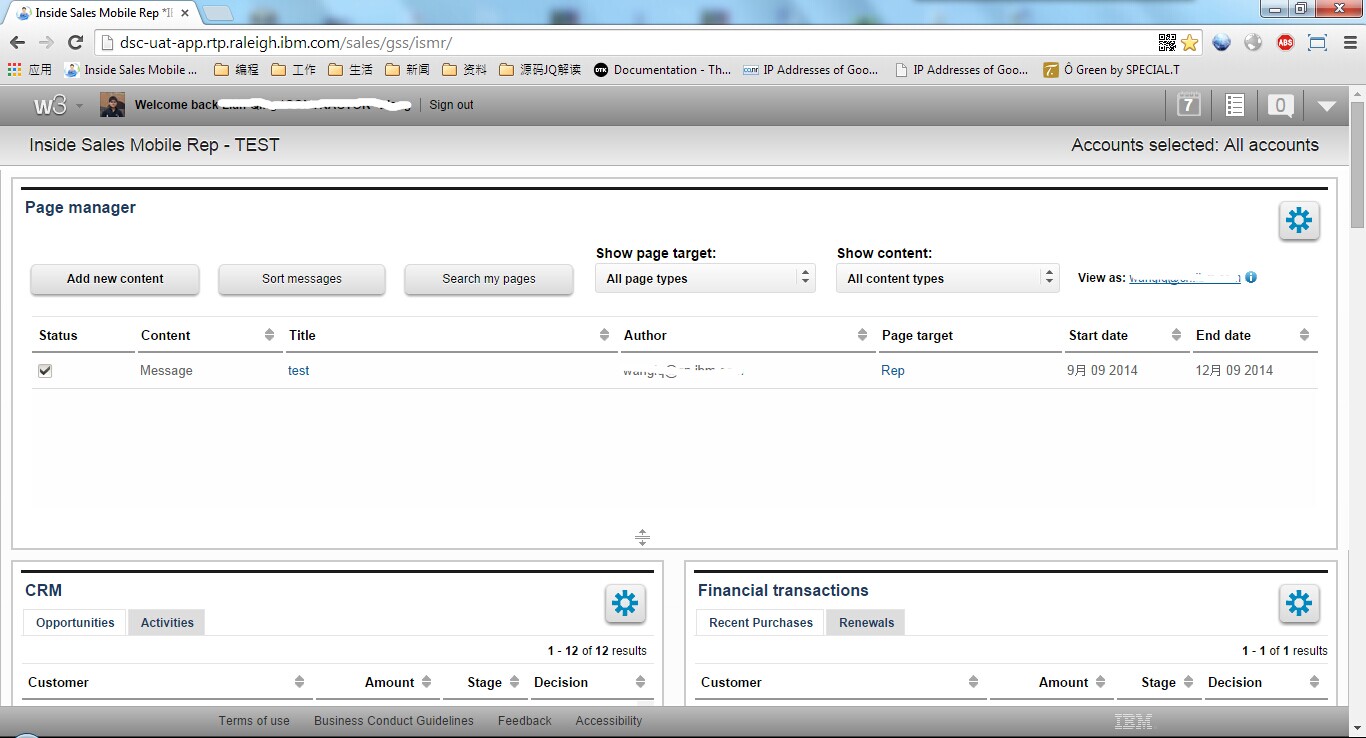 Inside Sales Mobile Rep *I
dsc-uat-app.rtp.raleigh.ibm.com/sales/gss/ismr/
ABS
应用 Inside Sales Mobile ... 编程 工作 生活 新闻 资料 源码JQ解读 DTK Documentation - Th... IP Addresses of Goo... IP Addresses of Goo... T Ô Green by SPECIAL.T
w3 Welcome back Sign out 7 0
Inside Sales Mobile Rep - TEST Accounts selected: All accounts
Page manager
Show page target: Show content:
Add new content Sort messages Search my pages All page types All content types View as:
Status Content Title Author Page target Start date End date
Message test Rep 9月 09 2014 12月 09 2014
CRM Financial transactions
Opportunities Activities Recent Purchases Renewals
1 - 12 of 12 results 1 - 1 of 1 results
Customer Amount Stage Decision Customer Amount Stage Decision
Terms of use Business Conduct Guidelines Feedback Accessibility IBM